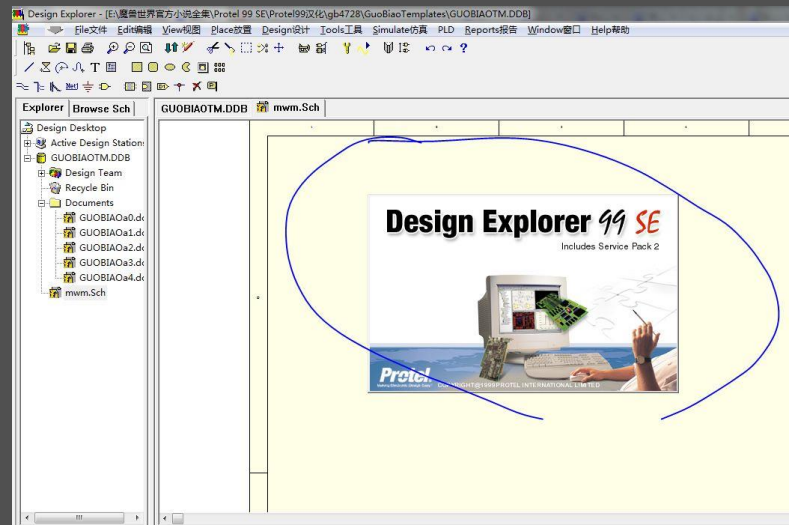 Design Explorer - [E:\魔兽世界官方小说全集\Protel 99 SE\Protel99汉化\gb4728\GuoBiaoTemplates\GUOBIAOTM.DDB]
File文件 Edit编辑 View视图 Place放置 Design设计 Tools工具 Simulate仿真 PLD Reports报告 Window窗口 Help帮助
Explorer Browse Sch GUOBIAOTM.DDB mwm.Sch
Design Desktop
Active Design Stations
GUOBIAOTM.DDB
Design Team
Recycle Bin
Documents
GUOBIAOa0.dc
GUOBIAOa1.dc
GUOBIAOa2.dc
GUOBIAOa3.dc
GUOBIAOa4.dc
mwm.Sch
Design Explorer 99 SE
Includes Service Pack 2
Protel
COPYRIGHT@1999 PROTEL INTERNATIONAL LIMITED